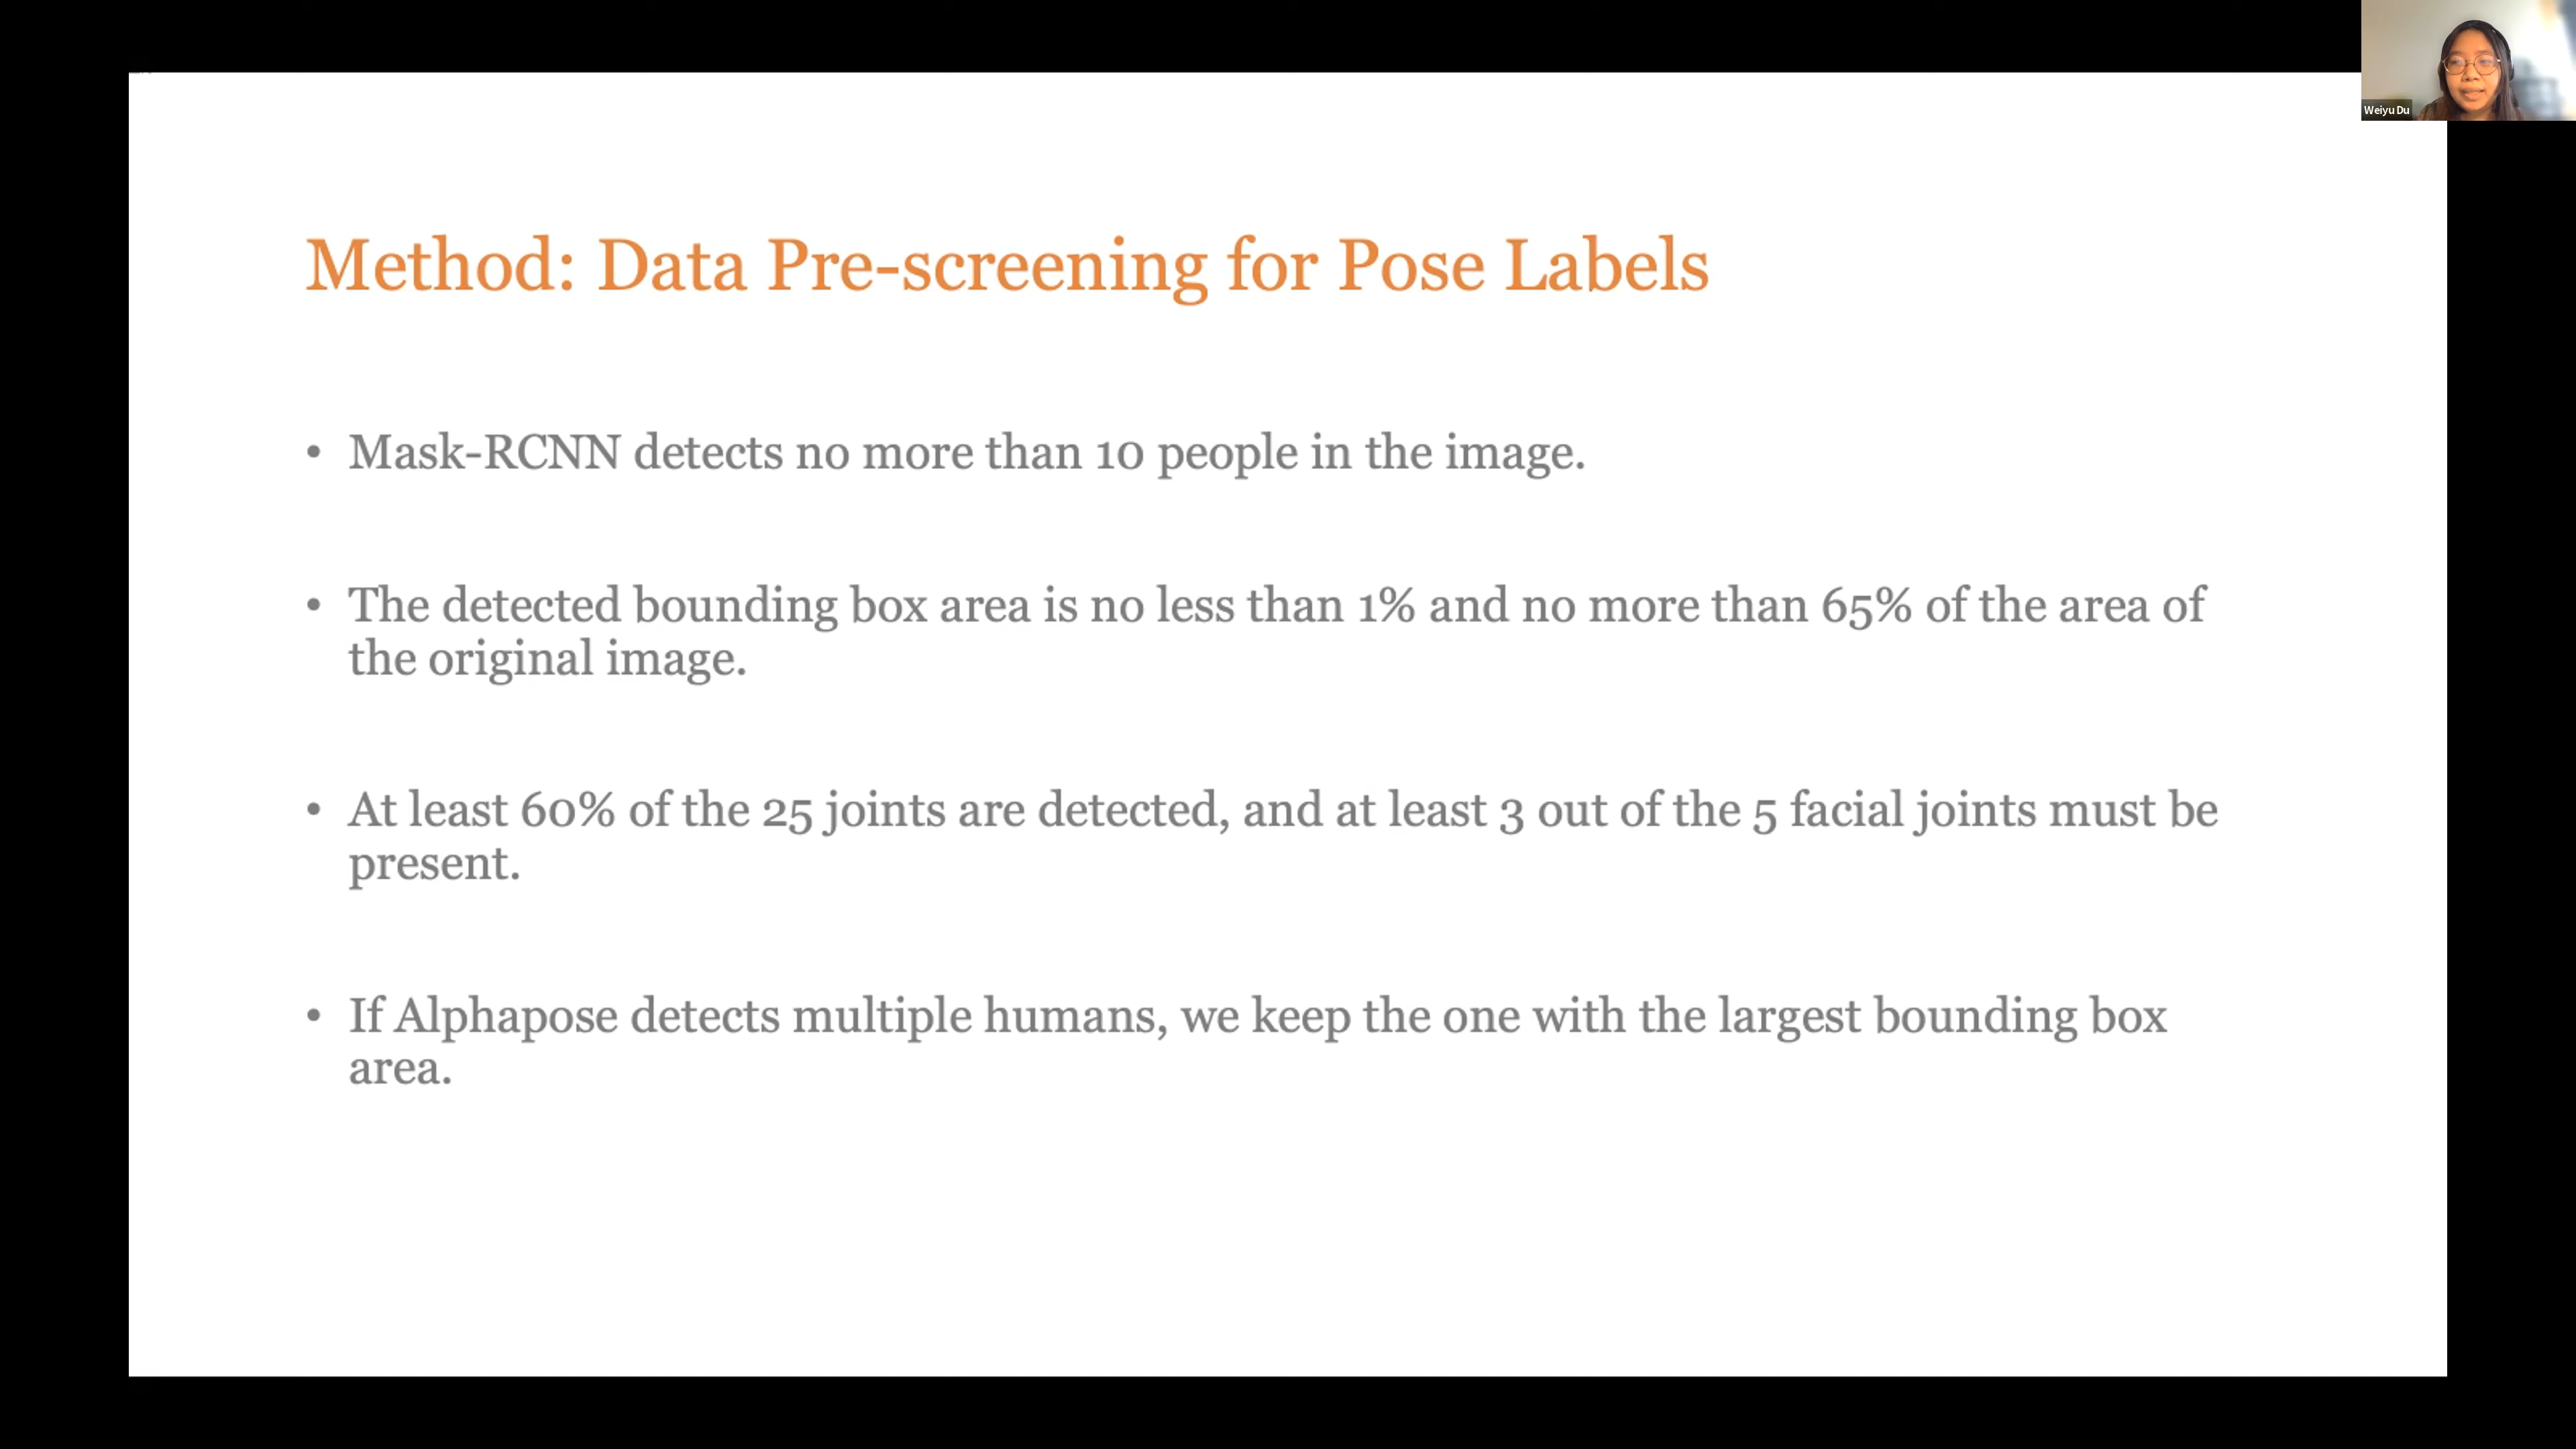 Weiyu Du
Method: Data Pre-screening for Pose Labels
• Mask-RCNN detects no more than 10 people in the image.
• The detected bounding box area is no less than 1% and no more than 65% of the area of
the original image.
• At least 60% of the 25 joints are detected, and at least 3 out of the 5 facial joints must be
present.
• If Alphapose detects multiple humans, we keep the one with the largest bounding box
area.